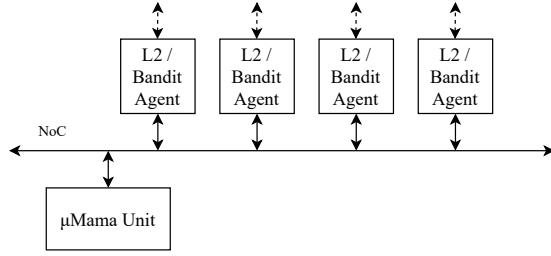 L2 /
Bandit
Agent
L2 /
Bandit
Agent
L2 /
Bandit
Agent
L2 /
Bandit
Agent
NoC
μMama Unit